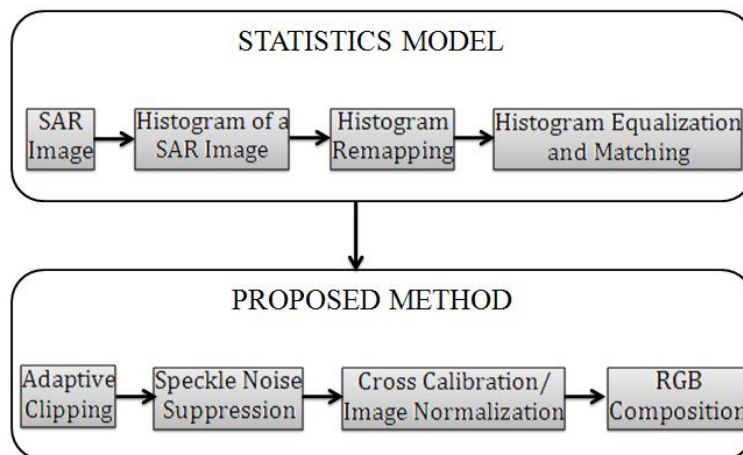 STATISTICS MODEL
SAR
Image
Histogram of a
SAR Image
Histogram
Remapping
Histogram Equalization
and Matching
PROPOSED METHOD
Adaptive
Clipping
Speckle Noise
Suppression
Cross Calibration/
Image Normalization
RGB
Composition